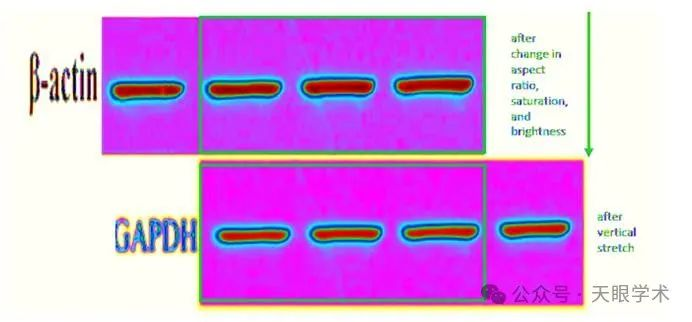 β-actin
after
change in
aspect
ratio,
saturation,
and
brightness
GAPDH
after
vertical
stretch
公众号 · 天眼学术